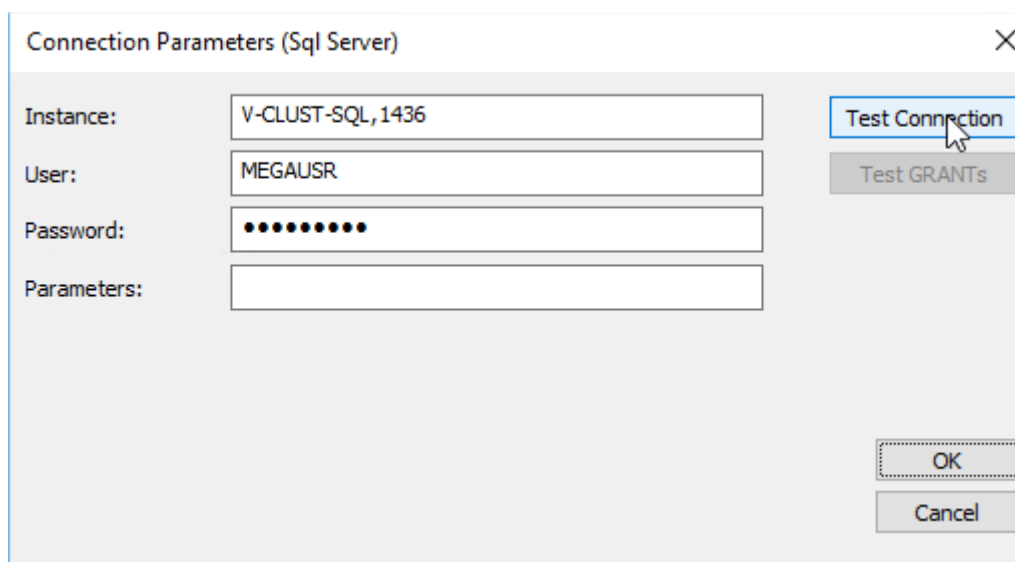 Connection Parameters (Sql Server)
Instance: V-CLUST-SQL,1436 Test Connection
User: MEGAUSR Test GRANTs
Password: •••••••••
Parameters:
OK
Cancel